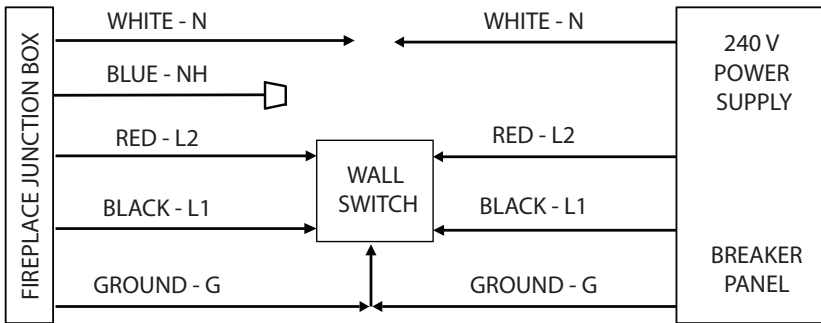 FIREPLACE JUNCTION BOX
WHITE - N
WHITE - N
BLUE - NH
RED - L2
RED - L2
BLACK - L1
BLACK - L1
GROUND - G
GROUND - G
WALL
SWITCH
240 V
POWER
SUPPLY
BREAKER
PANEL